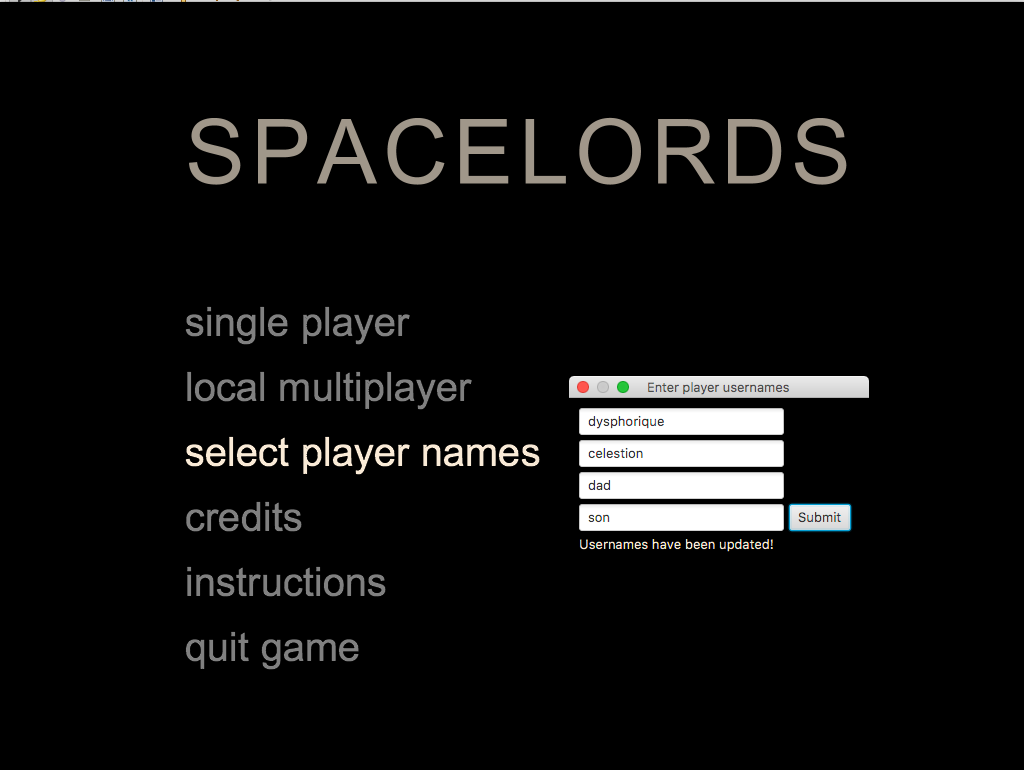 SPACELORDS
single player
local multiplayer
select player names
credits
instructions
quit game
Enter player usernames
dysphorique
celestion
dad
son
Submit
Usernames have been updated!